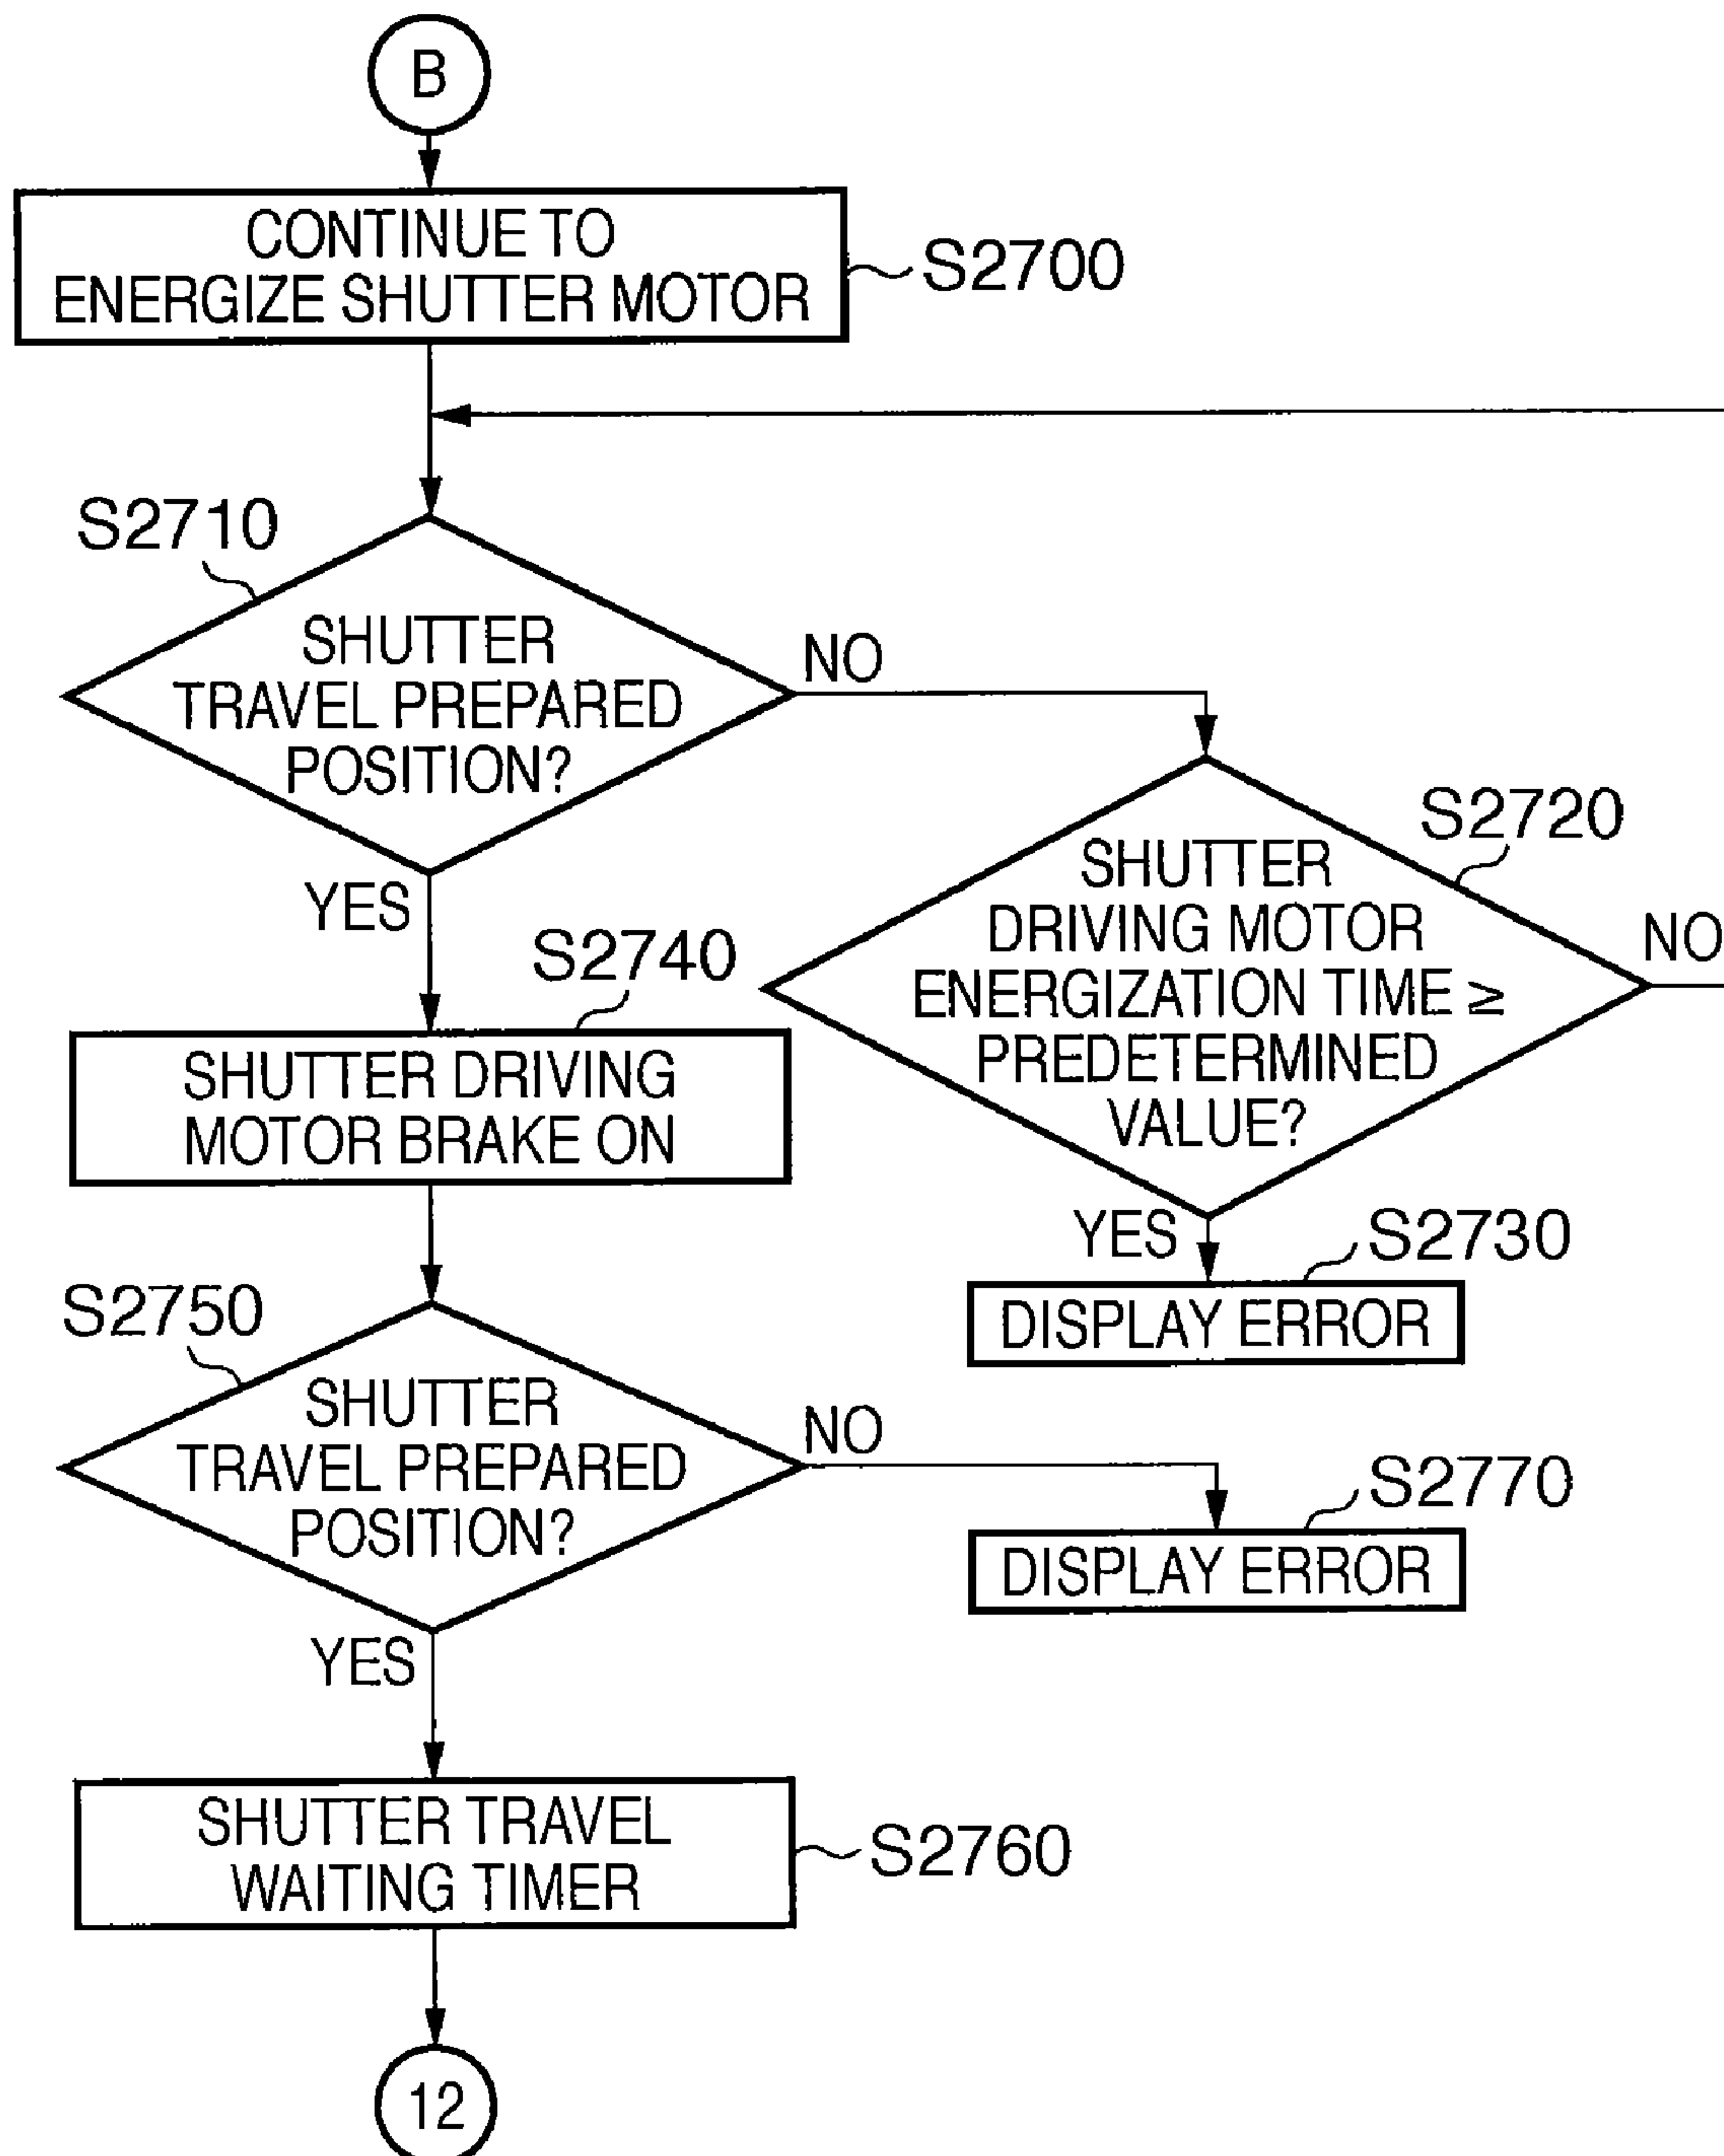 B
CONTINUE TO
ENERGIZE SHUTTER MOTOR
S2700
S2710
SHUTTER
TRAVEL PREPARED
POSITION?
NO
YES
S2720
SHUTTER
DRIVING MOTOR
ENERGIZATION TIME ≥
PREDETERMINED
VALUE?
NO
YES
S2730
DISPLAY ERROR
S2740
SHUTTER DRIVING
MOTOR BRAKE ON
S2750
SHUTTER
TRAVEL PREPARED
POSITION?
NO
S2770
DISPLAY ERROR
YES
SHUTTER TRAVEL
WAITING TIMER
S2760
12